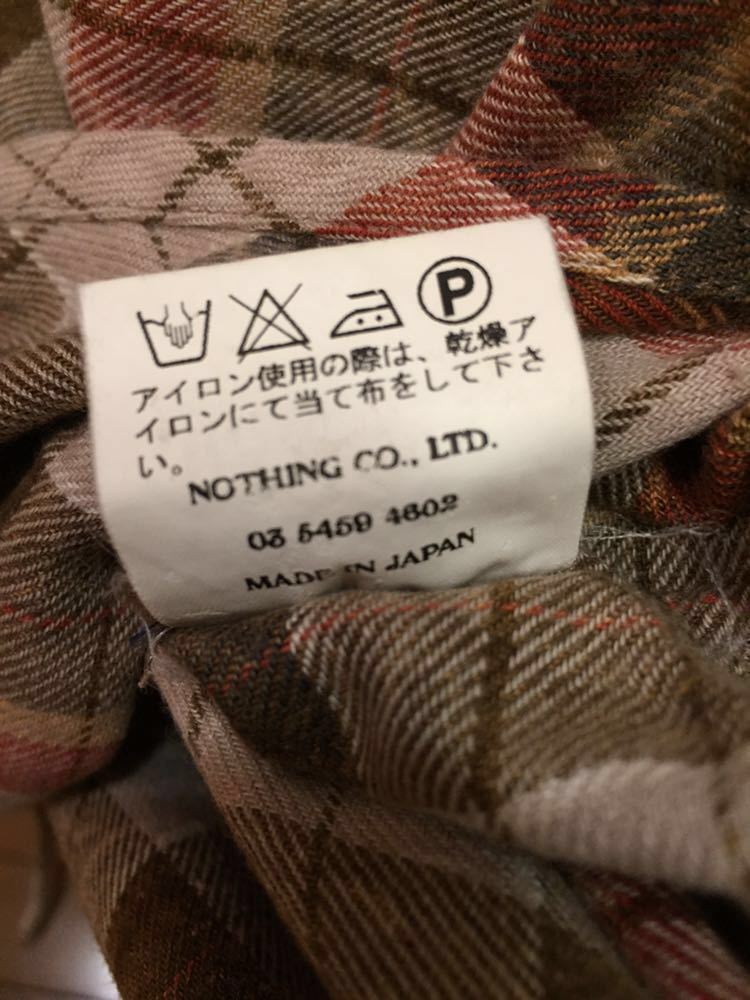 P
アイロン使用の際は、乾燥ア
イロンにて当て布をして下さ
い。
NOTHING CO., LTD.
03 5459 4602
MADE IN JAPAN